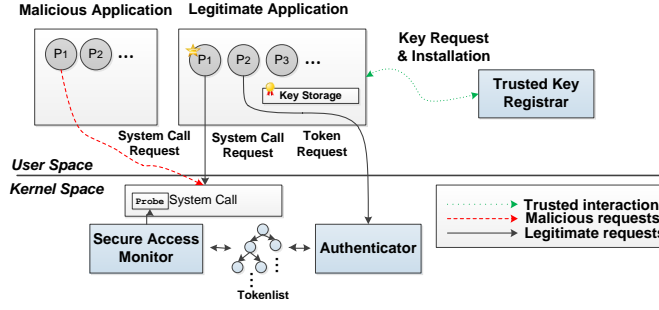 Malicious Application
P1 P2 ...
Legitimate Application
P1 P2 P3 ...
Key Storage
Key Request
& Installation
Trusted Key
Registrar
System Call
Request
System Call
Request
Token
Request
User Space
Kernel Space
Probe System Call
Secure Access
Monitor
Tokenlist
Authenticator
Trusted interaction
Malicious requests
Legitimate requests